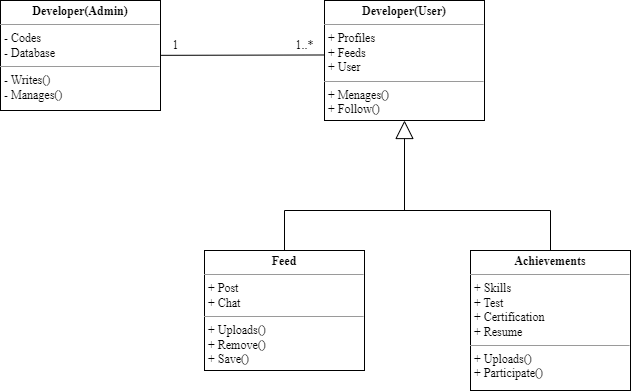 Developer(Admin)
- Codes
- Database
- Writes()
- Manages()
1
1..*
Developer(User)
+ Profiles
+ Feeds
+ User
+ Menages()
+ Follow()
Feed
+ Post
+ Chat
+ Uploads()
+ Remove()
+ Save()
Achievements
+ Skills
+ Test
+ Certification
+ Resume
+ Uploads()
+ Participate()